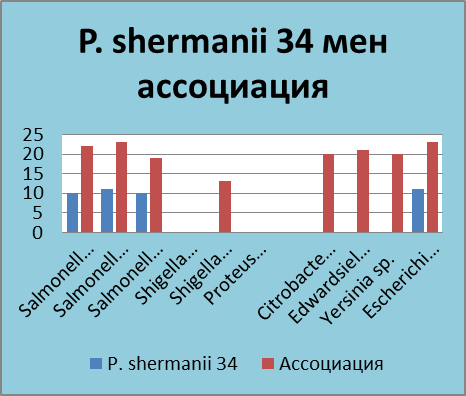 P. shermanii 34 мен
ассоциация
25
20
15
10
5
0
Salmonell...
Salmonell...
Salmonell...
Shigella...
Shigella...
Proteus...
Citrobacte...
Edwardsiel...
Yersinia sp.
Escherichi...
P. shermanii 34
Ассоциация